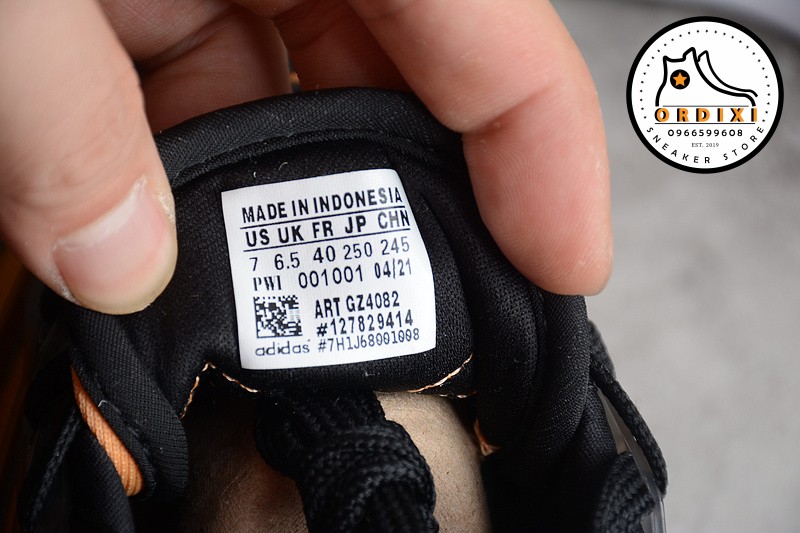 ORDIXI
0966599608
EST. 2019
SNEAKER STORE
MADE IN INDONESIA
US UK FR JP CHN
7 6.5 40 250 245
PWI 001001 04/21
ART GZ4082
#127829414
adidas #7H1J68001008